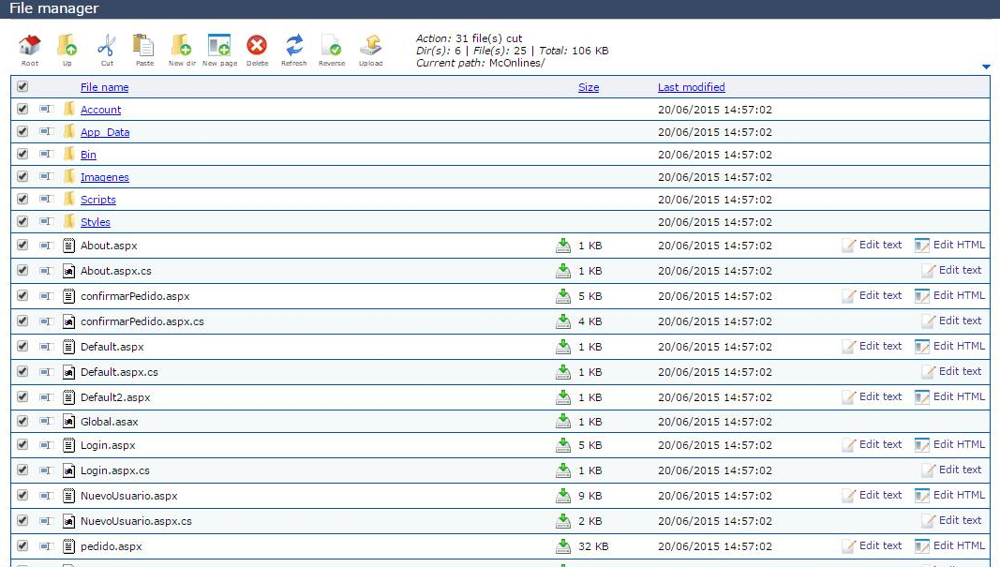 File manager
Root Up Cut Paste New dir New page Delete Refresh Reverse Upload
Action: 31 file(s) cut
Dir(s): 6 | File(s): 25 | Total: 106 KB
Current path: McOnlines/
File name Size Last modified
Account 20/06/2015 14:57:02
App_Data 20/06/2015 14:57:02
Bin 20/06/2015 14:57:02
Imagenes 20/06/2015 14:57:02
Scripts 20/06/2015 14:57:02
Styles 20/06/2015 14:57:02
About.aspx 1 KB 20/06/2015 14:57:02 Edit text Edit HTML
About.aspx.cs 1 KB 20/06/2015 14:57:02 Edit text
confirmarPedido.aspx 5 KB 20/06/2015 14:57:02 Edit text Edit HTML
confirmarPedido.aspx.cs 4 KB 20/06/2015 14:57:02 Edit text
Default.aspx 1 KB 20/06/2015 14:57:02 Edit text Edit HTML
Default.aspx.cs 1 KB 20/06/2015 14:57:02 Edit text
Default2.aspx 1 KB 20/06/2015 14:57:02 Edit text Edit HTML
Global.asax 1 KB 20/06/2015 14:57:02
Login.aspx 5 KB 20/06/2015 14:57:02 Edit text Edit HTML
Login.aspx.cs 1 KB 20/06/2015 14:57:02 Edit text
NuevoUsuario.aspx 9 KB 20/06/2015 14:57:02 Edit text Edit HTML
NuevoUsuario.aspx.cs 2 KB 20/06/2015 14:57:02 Edit text
pedido.aspx 32 KB 20/06/2015 14:57:02 Edit text Edit HTML